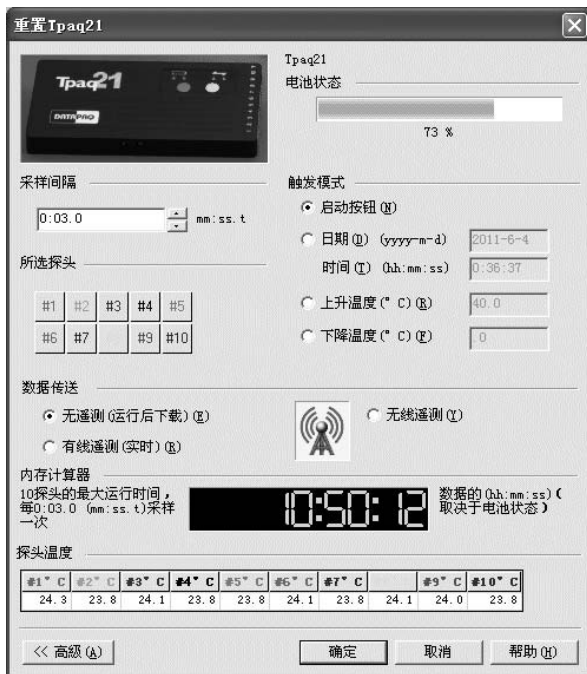 重置Tpaq21
Tpaq21
DATAPAQ
Tpaq21
电池状态
73 %
采样间隔
0:03.0 mm:ss.t
触发模式
启动按钮(N)
日期(D) (yyyy-m-d) 2011-6-4
时间(T) (hh:mm:ss) 0:36:37
上升温度(° C)(R) 40.0
下降温度(° C)(F) .0
所选探头
#1 #2 #3 #4 #5
#6 #7 #9 #10
数据传送
无遥测(运行后下载)(E)
无线遥测(Y)
有线遥测(实时)(R)
内存计算器
10探头的最大运行时间,
每0:03.0 (mm:ss.t)采样
一次
10:50:12
数据的(hh:mm:ss)(
取决于电池状态)
探头温度
#1° C #2° C #3° C #4° C #5° C #6° C #7° C #9° C #10° C
24.3 23.8 24.1 23.8 23.8 24.1 23.8 24.1 24.0 23.8
<< 高级(A)
确定
取消
帮助(H)